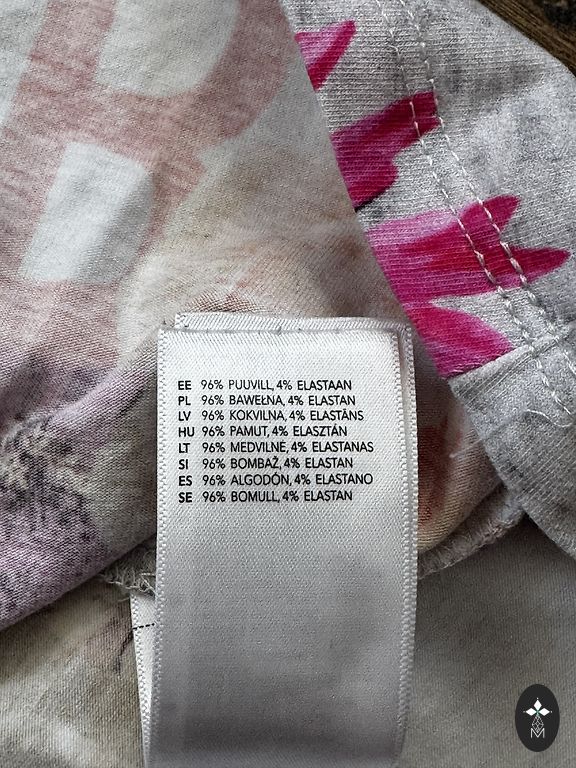 EE 96% PUUVILL, 4% ELASTAAN
PL 96% BAWEŁNA, 4% ELASTAN
LV 96% KOKVILNA, 4% ELASTĀNS
HU 96% PAMUT, 4% ELASZTÁN
LT 96% MEDVILNĖ, 4% ELASTANAS
SI 96% BOMBAŽ, 4% ELASTAN
ES 96% ALGODÓN, 4% ELASTANO
SE 96% BOMULL, 4% ELASTAN